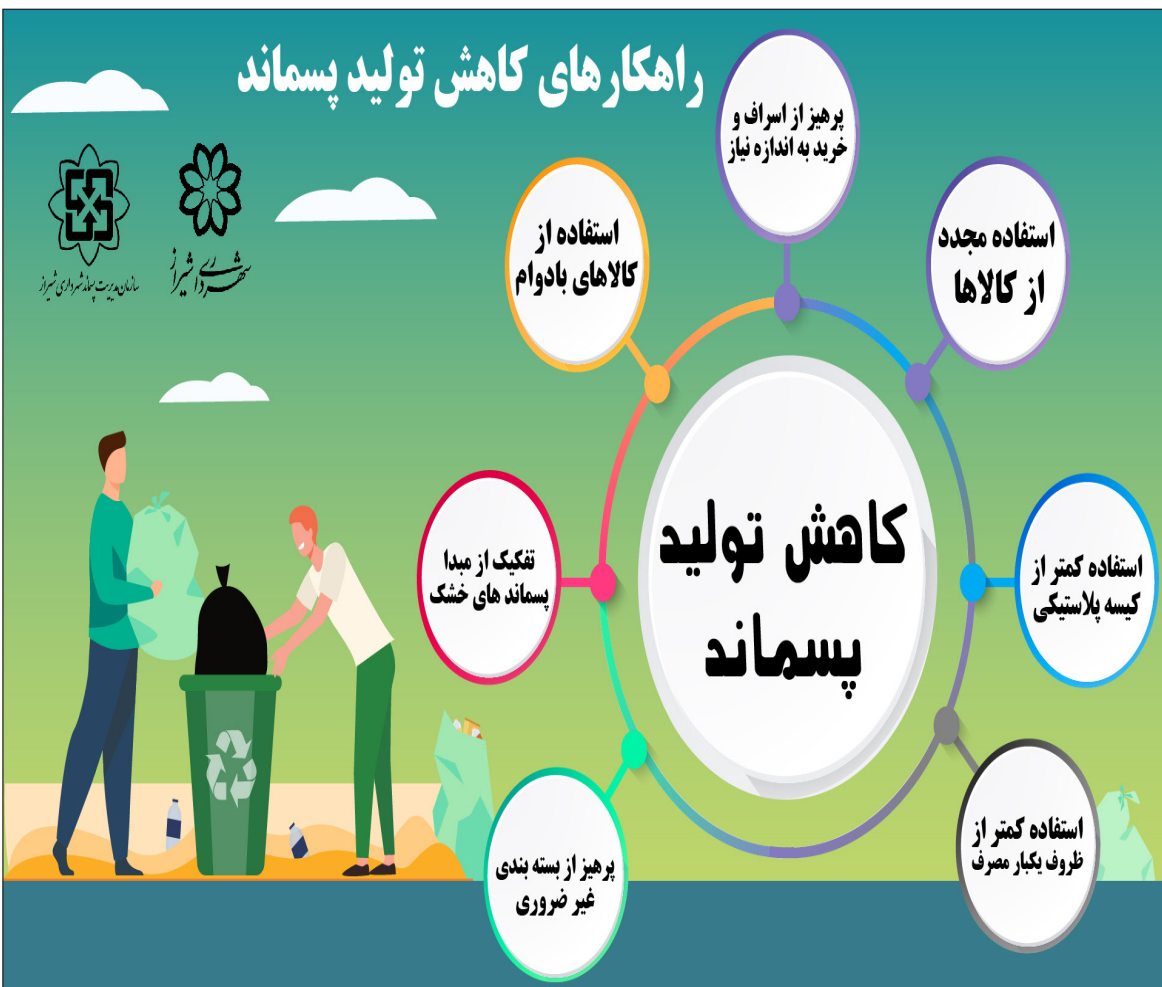 راهکارهای کاهش تولید پسماند
پرهیز از اسراف و
خرید به اندازه نیاز
استفاده مجدد
از کالاها
استفاده از
کالاهای بادوام
شهرداری شیراز
سازمان مدیریت پسماند شهرداری شیراز
کاهش تولید
پسماند
استفاده کمتر از
کیسه پلاستیکی
تفکیک از مبدا
پسماند های خشک
استفاده کمتر از
ظروف یکبار مصرف
پرهیز از بسته بندی
غیر ضروری